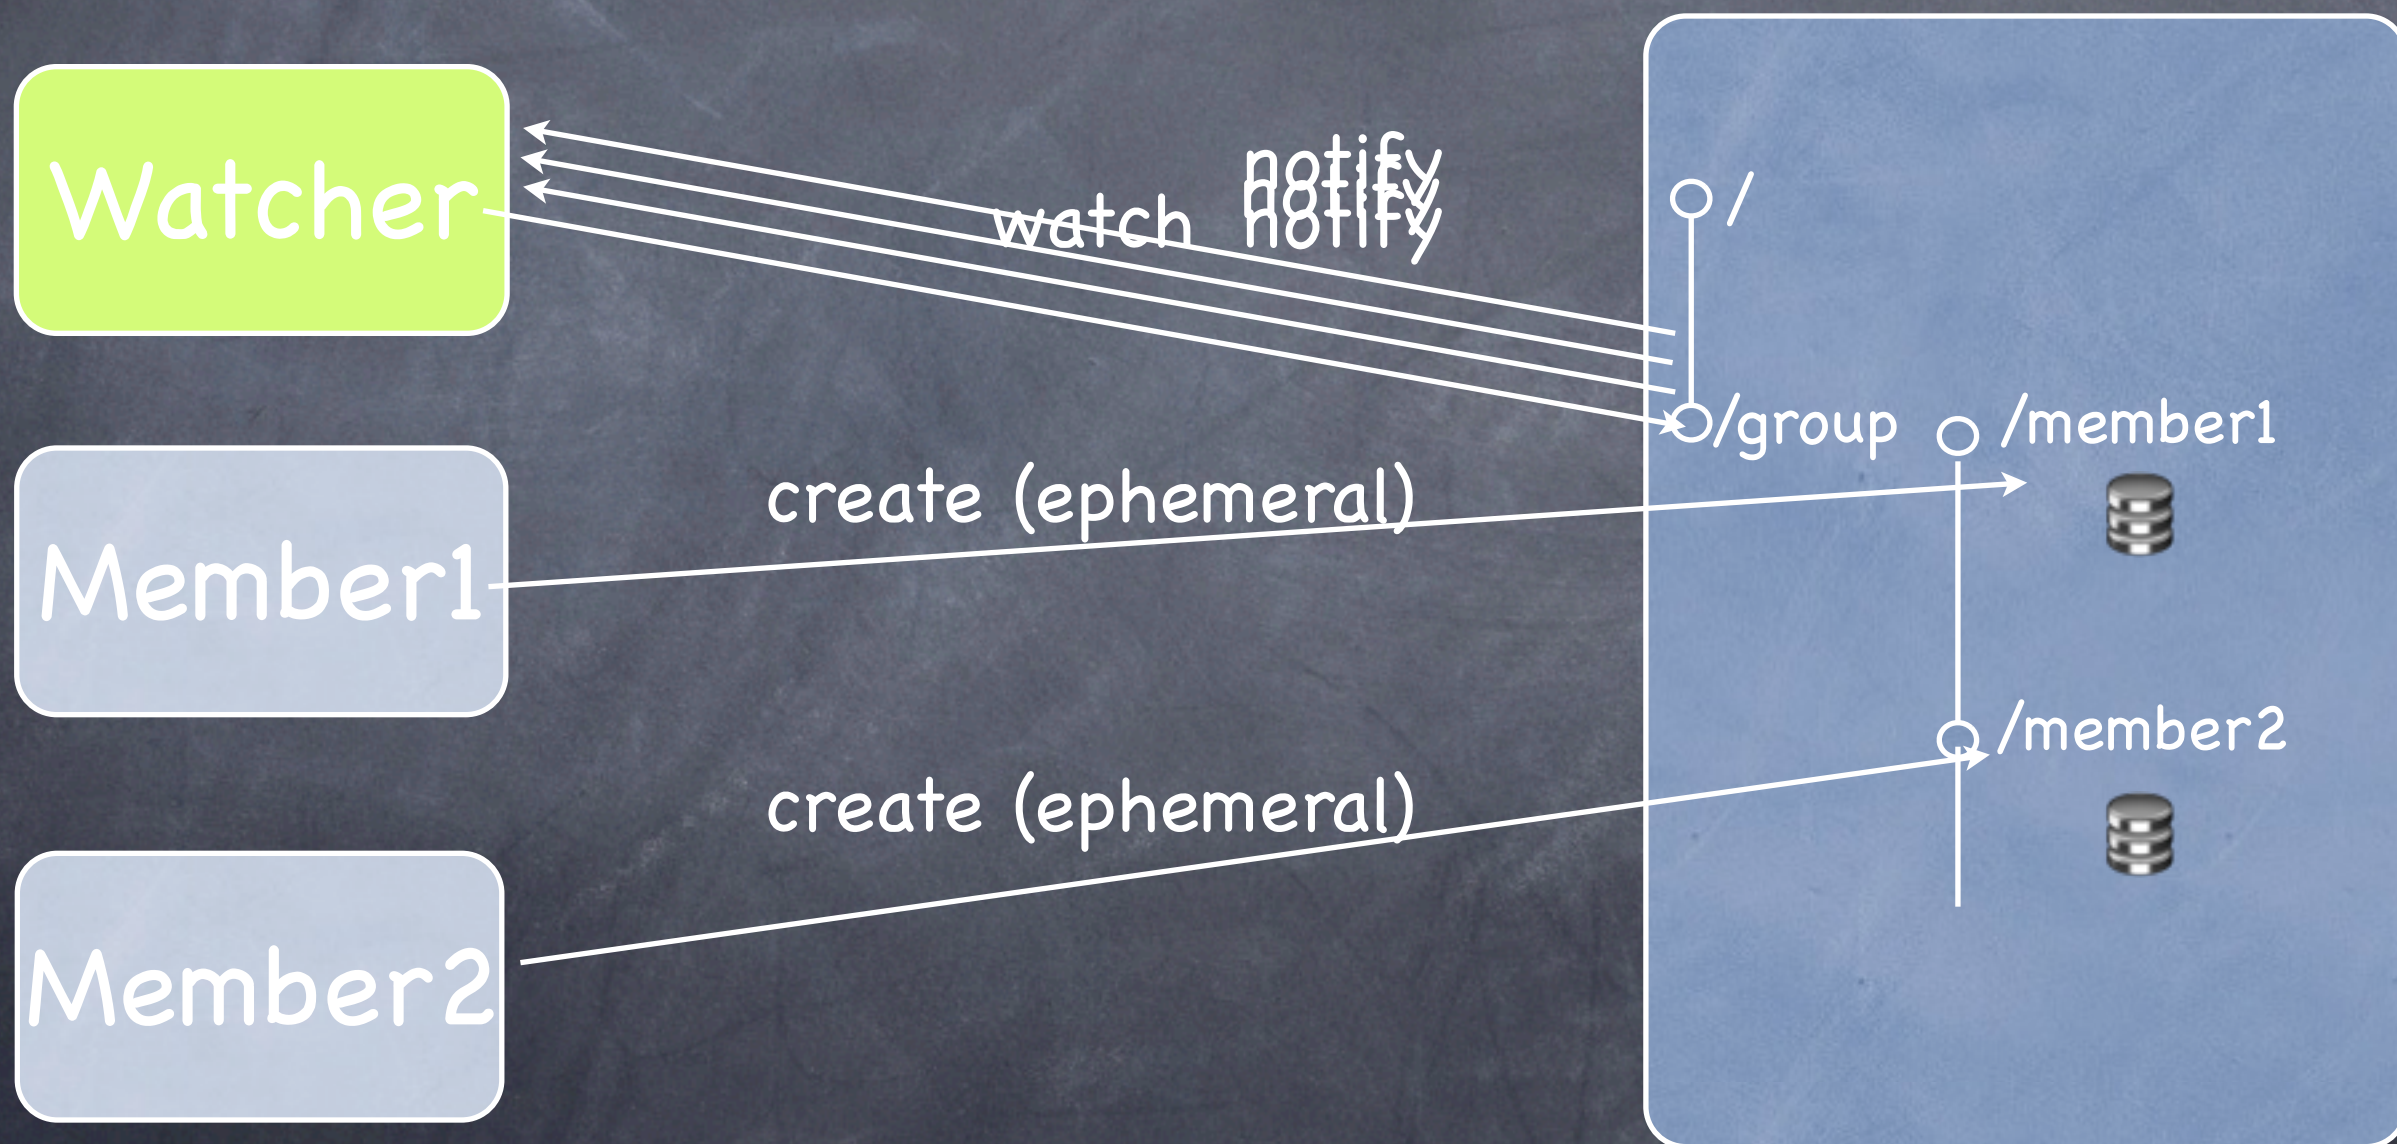 Watcher
notify
notify
notify
watch
/
/group
/member1
create (ephemeral)
Member1
/member2
create (ephemeral)
Member2